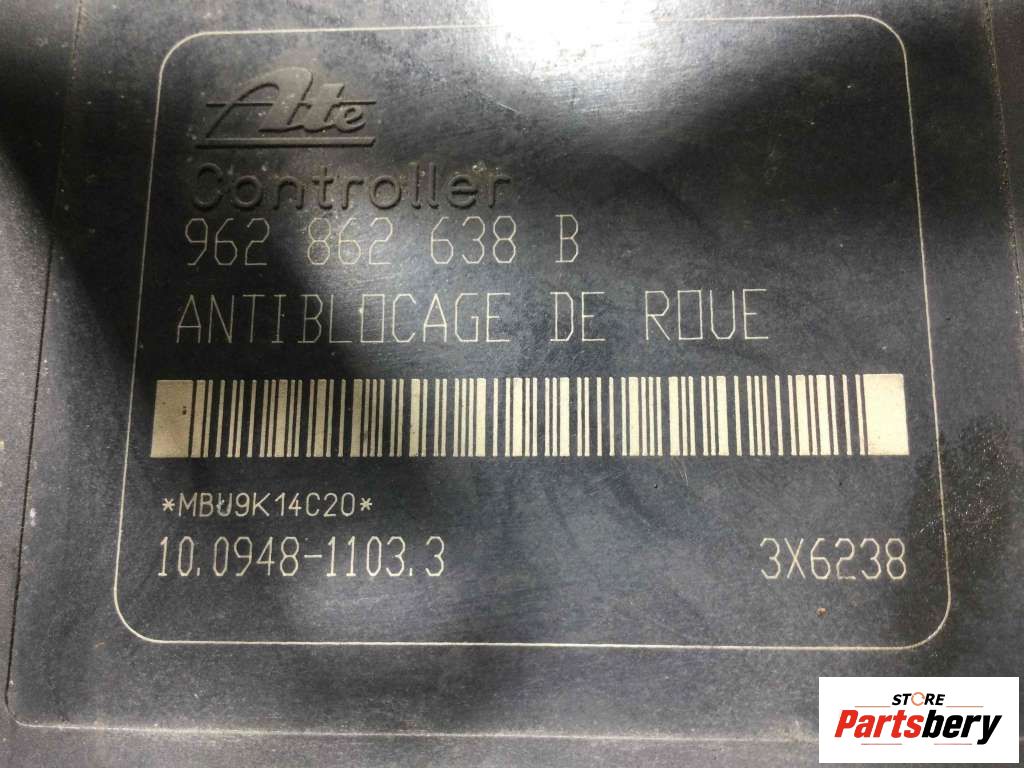 Ate
Controller
962 862 638 B
ANTIBLOCAGE DE ROUE
*MBU9K14C20*
10.0948-1103.3 3X6238
STORE
Partsbery